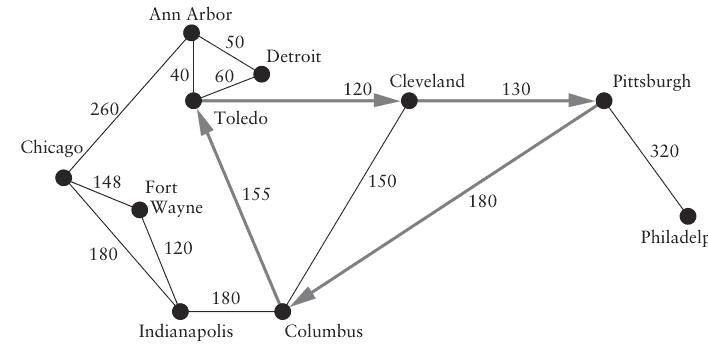 Ann Arbor
50
Detroit
40
60
Cleveland
Pittsburgh
120
130
260
Toledo
Chicago
320
148
Fort
Wayne
150
155
180
Philadelp
180
120
180
Indianapolis
Columbus